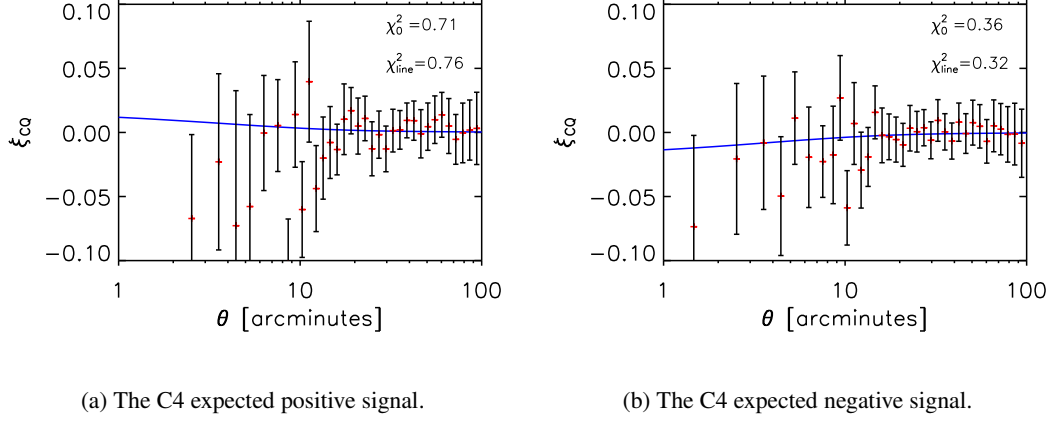 χ₀²=0.71
χ²line=0.76
0.10
0.05
0.00
−0.05
−0.10
ξCQ
1
10
100
θ [arcminutes]
(a) The C4 expected positive signal.
χ₀²=0.36
χ²line=0.32
0.10
0.05
0.00
−0.05
−0.10
ξCQ
1
10
100
θ [arcminutes]
(b) The C4 expected negative signal.